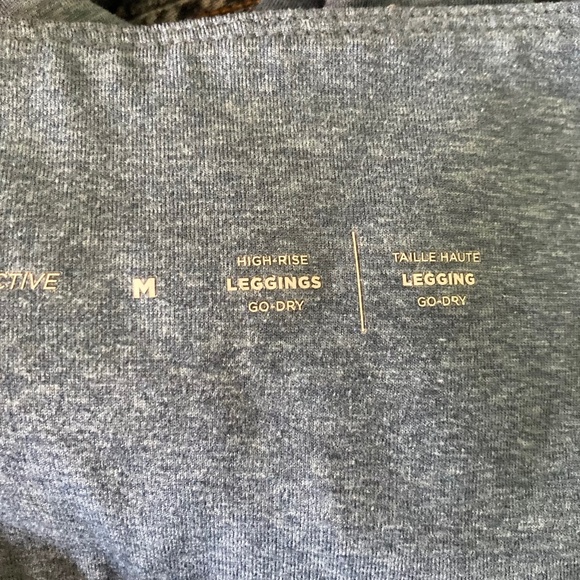 CTIVE
M
HIGH-RISE
LEGGINGS
GO-DRY
TAILLE HAUTE
LEGGING
GO-DRY